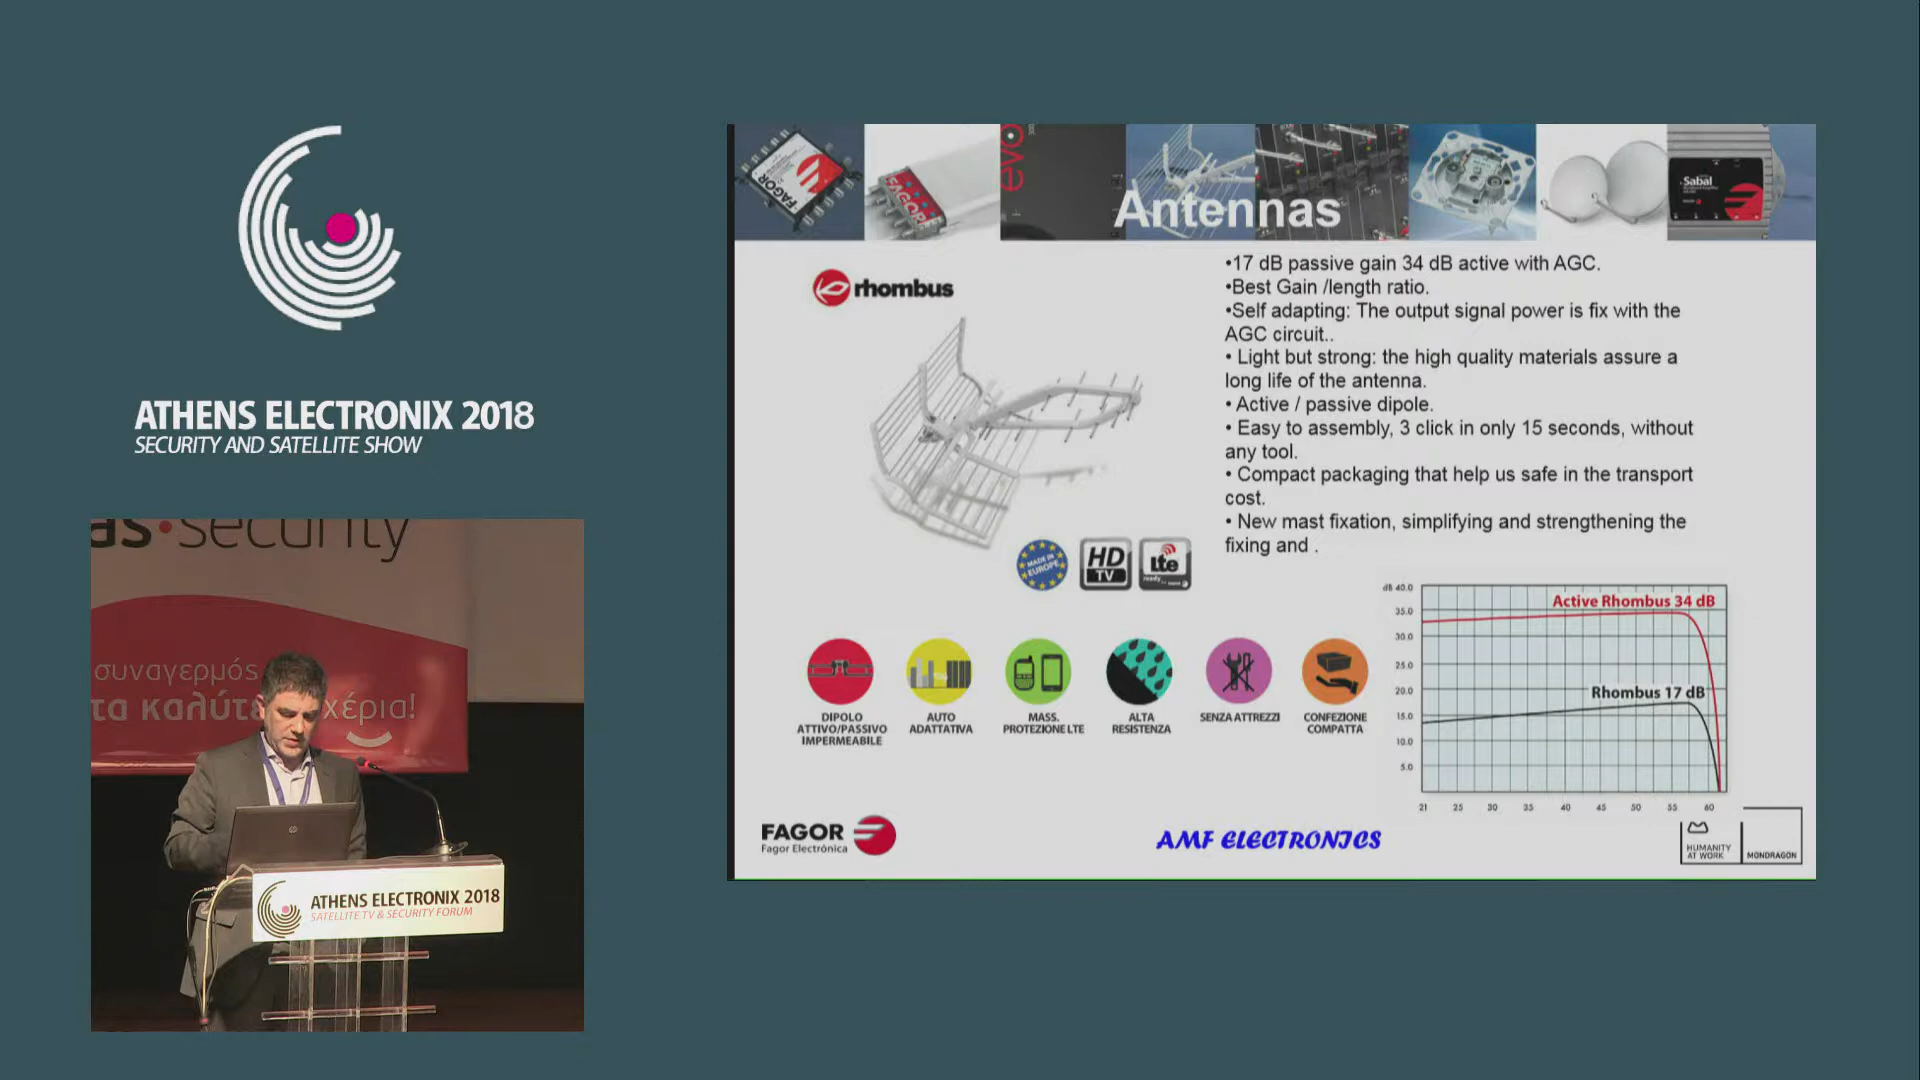 ATHENS ELECTRONIX 2018
SECURITY AND SATELLITE SHOW
as·security
συναγερμός
τα καλύτε χέρια!
hp
ATHENS ELECTRONIX 2018
SATELLITE TV & SECURITY FORUM
FAGOR
FAGOR
evo
Sabal
Antennas
rhombus
•17 dB passive gain 34 dB active with AGC.
•Best Gain /length ratio.
•Self adapting: The output signal power is fix with the
AGC circuit..
• Light but strong: the high quality materials assure a
long life of the antenna.
• Active / passive dipole.
• Easy to assembly, 3 click in only 15 seconds, without
any tool.
• Compact packaging that help us safe in the transport
cost.
• New mast fixation, simplifying and strengthening the
fixing and .
MADE IN
EUROPE
HD
TV
Lte
ready
DIPOLO
ATTIVO/PASSIVO
IMPERMEABILE
AUTO
ADATTATIVA
MASS.
PROTEZIONE LTE
ALTA
RESISTENZA
SENZA ATTREZZI
CONFEZIONE
COMPATTA
dB 40.0
35.0
30.0
25.0
20.0
15.0
10.0
5.0
Active Rhombus 34 dB
Rhombus 17 dB
21 25 30 35 40 45 50 55 60
FAGOR
Fagor Electrónica
AMF ELECTRONICS
HUMANITY
AT WORK
MONDRAGON